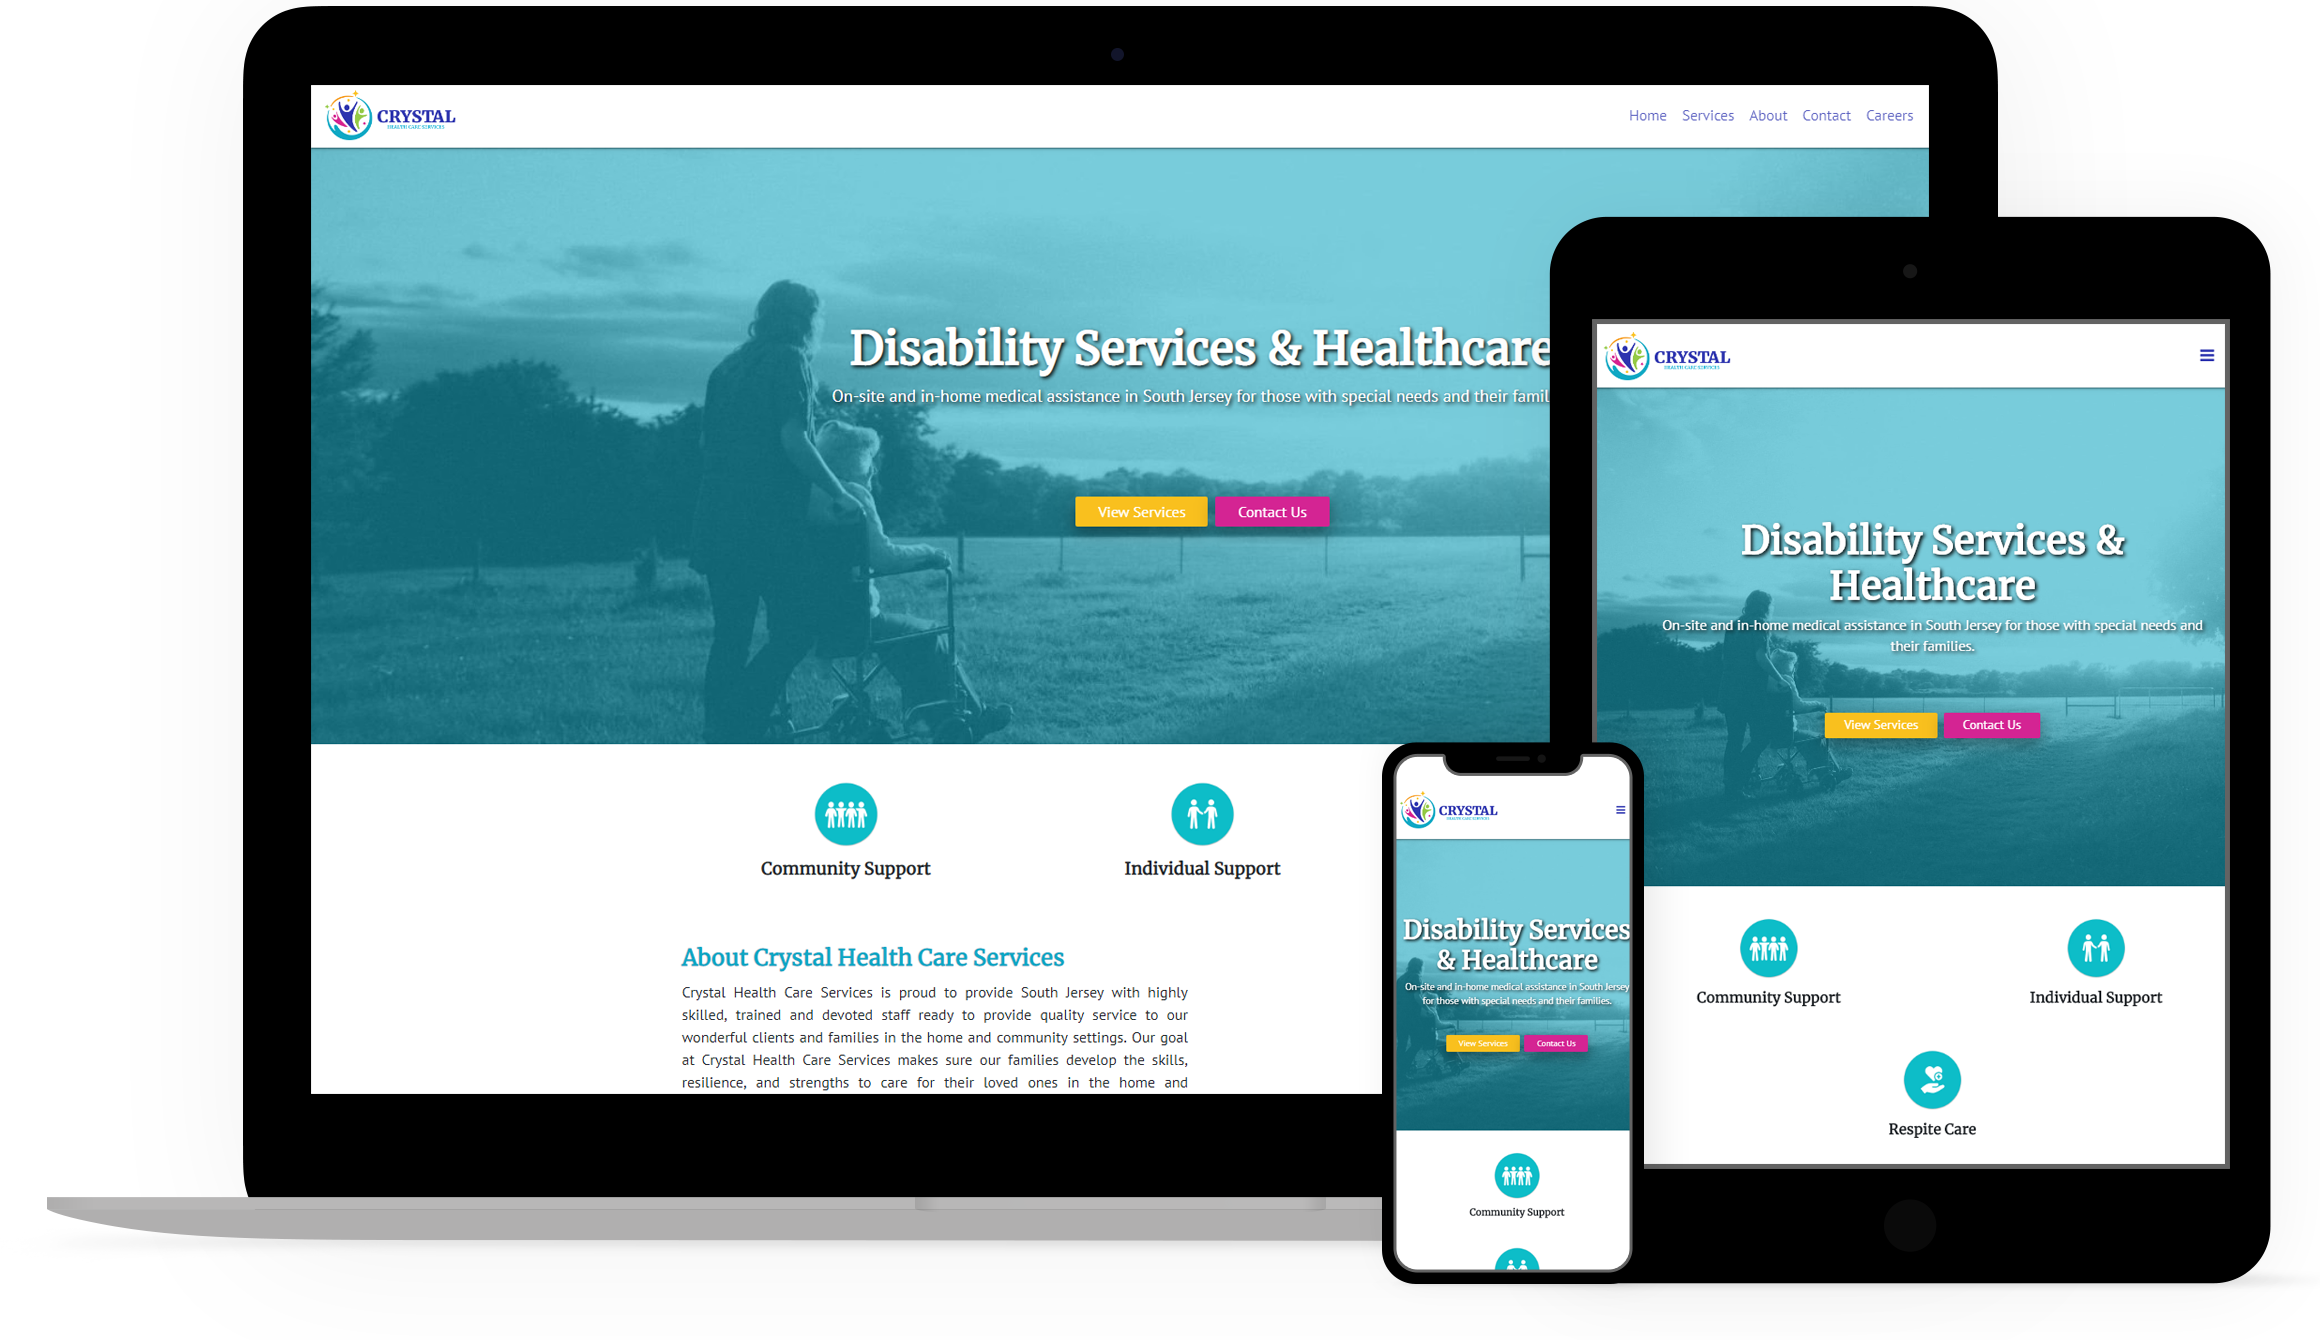 CRYSTAL
HEALTH CARE SERVICES
Home Services About Contact Careers
Disability Services & Healthcare
On-site and in-home medical assistance in South Jersey for those with special needs and their famil
View Services Contact Us
Community Support Individual Support
About Crystal Health Care Services
Crystal Health Care Services is proud to provide South Jersey with highly
skilled, trained and devoted staff ready to provide quality service to our
wonderful clients and families in the home and community settings. Our goal
at Crystal Health Care Services makes sure our families develop the skills,
resilience, and strengths to care for their loved ones in the home and
CRYSTAL
HEALTH CARE SERVICES
Disability Services &
Healthcare
On-site and in-home medical assistance in South Jersey for those with special needs and
their families.
View Services Contact Us
Community Support Individual Support
Respite Care
CRYSTAL
HEALTH CARE SERVICES
Disability Services
& Healthcare
On-site and in-home medical assistance in South Jersey
for those with special needs and their families.
View Services Contact Us
Community Support